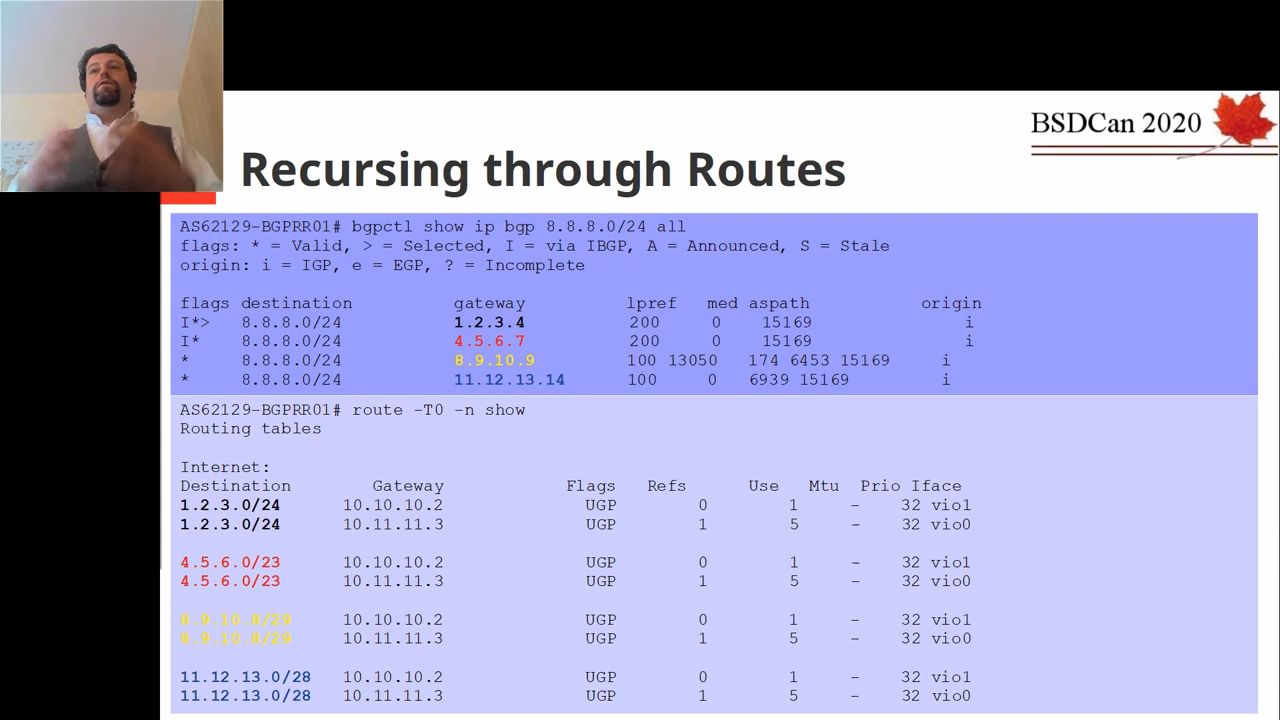 BSDCan 2020
Recursing through Routes
AS62129-BGPRR01# bgpctl show ip bgp 8.8.8.0/24 all
flags: * = Valid, > = Selected, I = via IBGP, A = Announced, S = Stale
origin: i = IGP, e = EGP, ? = Incomplete
flags destination gateway lpref med aspath origin
I*> 8.8.8.0/24 1.2.3.4 200 0 15169 i
I* 8.8.8.0/24 4.5.6.7 200 0 15169 i
* 8.8.8.0/24 8.9.10.9 100 13050 174 6453 15169 i
* 8.8.8.0/24 11.12.13.14 100 0 6939 15169 i
AS62129-BGPRR01# route -T0 -n show
Routing tables
Internet:
Destination Gateway Flags Refs Use Mtu Prio Iface
1.2.3.0/24 10.10.10.2 UGP 0 1 - 32 vio1
1.2.3.0/24 10.11.11.3 UGP 1 5 - 32 vio0
4.5.6.0/23 10.10.10.2 UGP 0 1 - 32 vio1
4.5.6.0/23 10.11.11.3 UGP 1 5 - 32 vio0
8.9.10.8/29 10.10.10.2 UGP 0 1 - 32 vio1
8.9.10.8/29 10.11.11.3 UGP 1 5 - 32 vio0
11.12.13.0/28 10.10.10.2 UGP 0 1 - 32 vio1
11.12.13.0/28 10.11.11.3 UGP 1 5 - 32 vio0